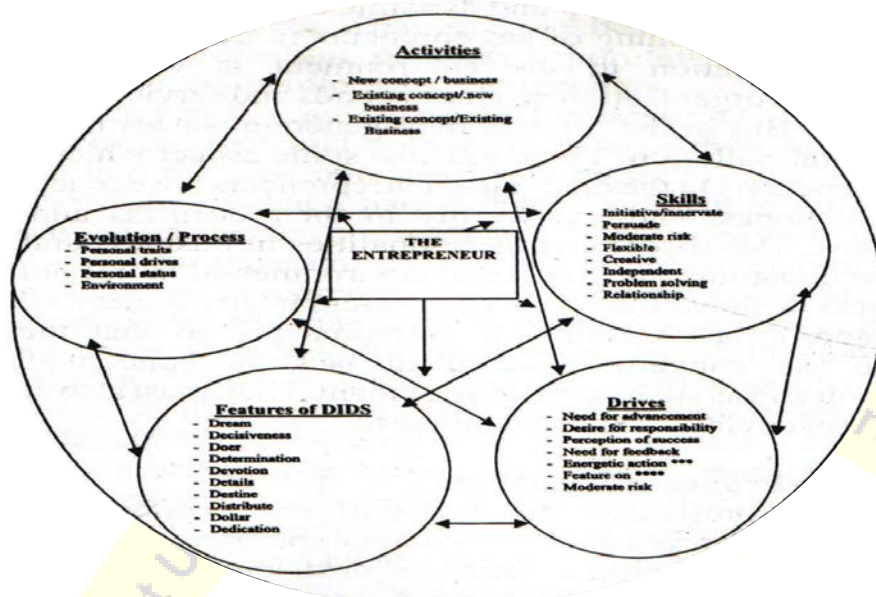 Activities
- New concept / business
- Existing concept/.new
business
Existing concept/Existing
Business
Skills
- Initiative/innervate
- Persuade
- Moderate risk
- Flexible
- Creative
- Independent
- Problem solving
- Relationship
Evolution / Process
- Personal traits
- Personal drives
- Personal status
- Environment
THE
ENTREPRENEUR
Features of DIDS
- Dream
- Decisiveness
- Doer
- Determination
- Devotion
- Details
- Destine
- Distribute
- Dollar
- Dedication
Drives
- Need for advancement
- Desire for responsibility
- Perception of success
- Need for feedback
- Energetic action ***
- Feature on ****
- Moderate risk